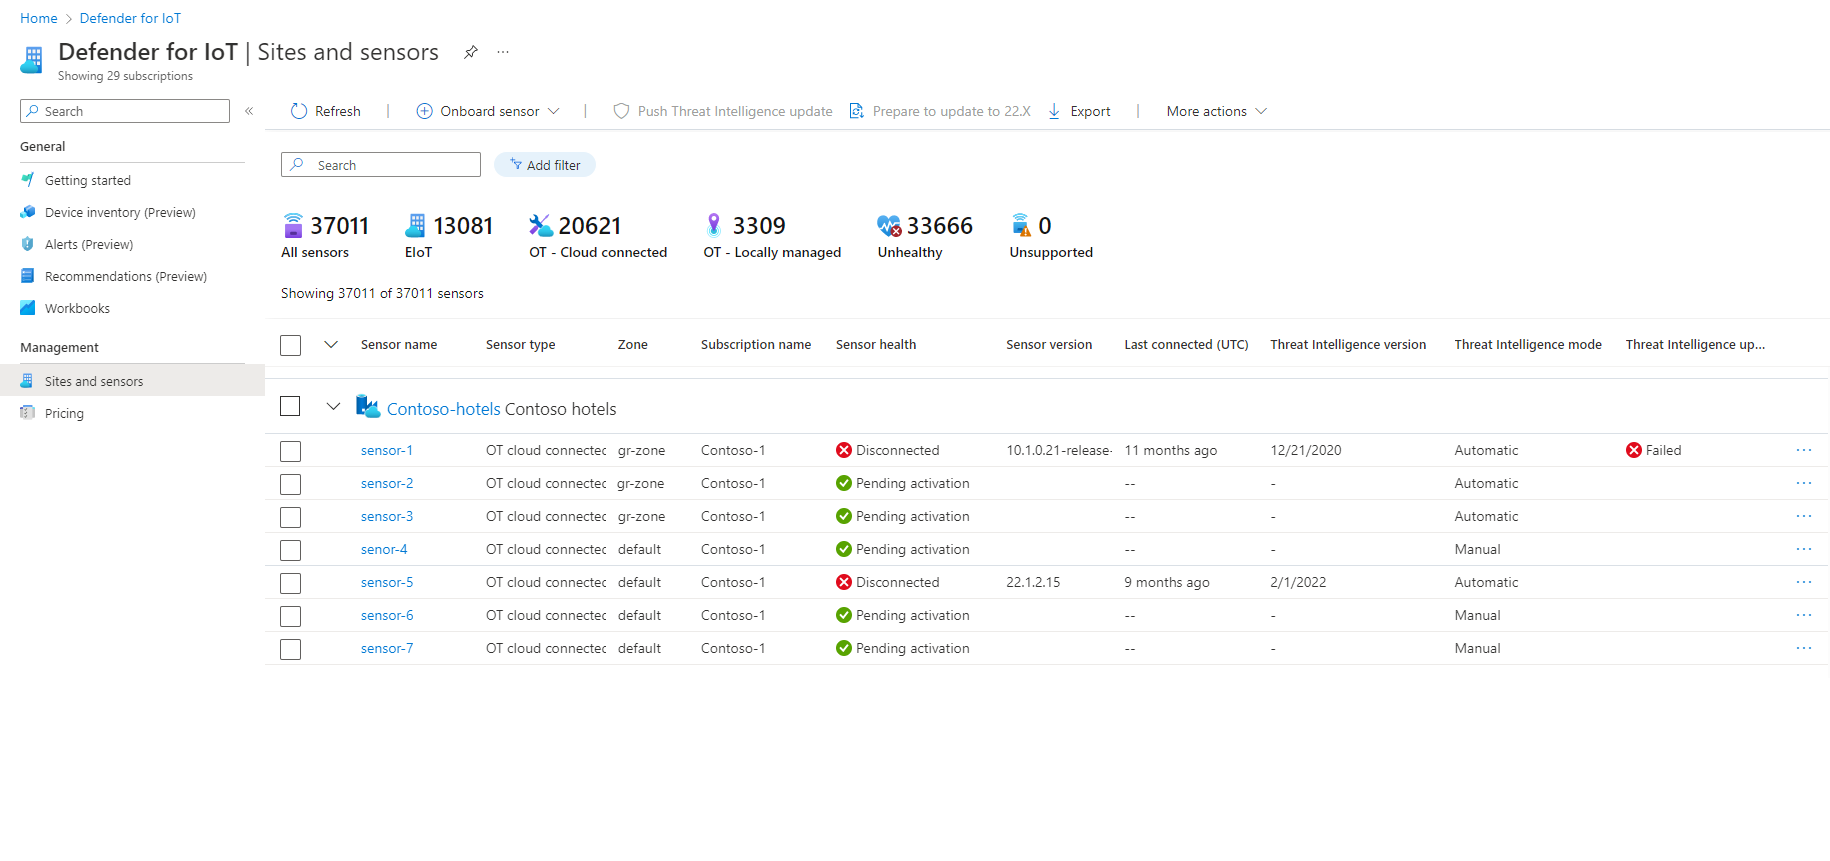 Home > Defender for IoT
Defender for IoT | Sites and sensors ...
Showing 29 subscriptions
Search «
General
Getting started
Device inventory (Preview)
Alerts (Preview)
Recommendations (Preview)
Workbooks
Management
Sites and sensors
Pricing
Refresh | Onboard sensor | Push Threat Intelligence update Prepare to update to 22.X Export | More actions
Search Add filter
37011 13081 20621 3309 33666 0
All sensors EIoT OT - Cloud connected OT - Locally managed Unhealthy Unsupported
Showing 37011 of 37011 sensors
Sensor name Sensor type Zone Subscription name Sensor health Sensor version Last connected (UTC) Threat Intelligence version Threat Intelligence mode Threat Intelligence up...
Contoso-hotels Contoso hotels
sensor-1 OT cloud connectec gr-zone Contoso-1 Disconnected 10.1.0.21-release- 11 months ago 12/21/2020 Automatic Failed ...
sensor-2 OT cloud connectec gr-zone Contoso-1 Pending activation -- - Automatic ...
sensor-3 OT cloud connectec gr-zone Contoso-1 Pending activation -- - Automatic ...
senor-4 OT cloud connectec default Contoso-1 Pending activation -- - Manual ...
sensor-5 OT cloud connectec default Contoso-1 Disconnected 22.1.2.15 9 months ago 2/1/2022 Automatic ...
sensor-6 OT cloud connectec default Contoso-1 Pending activation -- - Manual ...
sensor-7 OT cloud connectec default Contoso-1 Pending activation -- - Manual ...